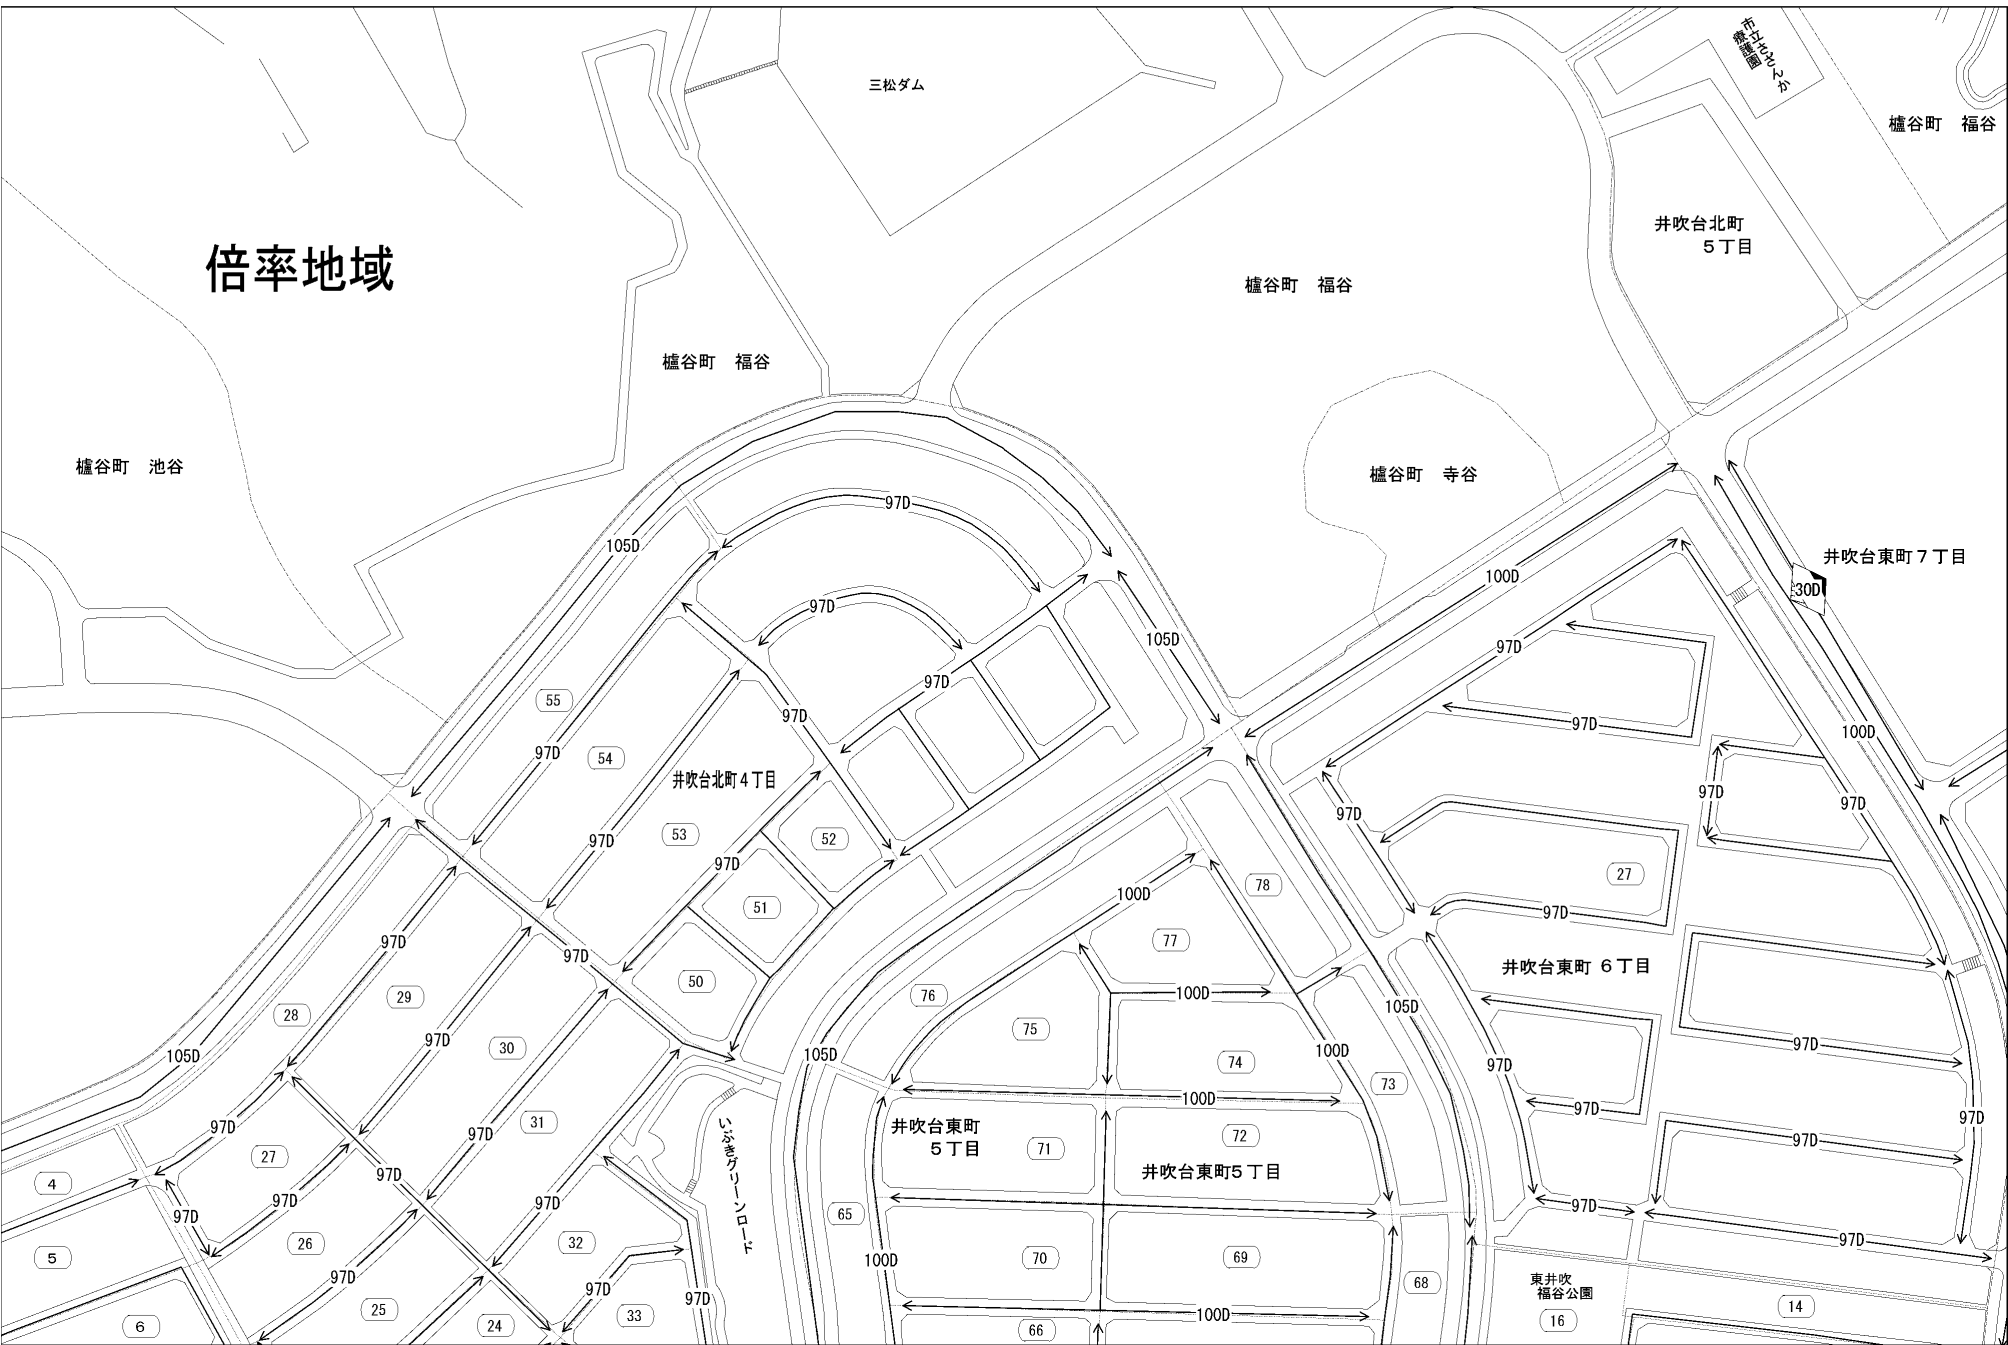 市立さざんか
療護園
三松ダム
櫨谷町　福谷
井吹台北町
５丁目
倍率地域
櫨谷町　福谷
櫨谷町　福谷
櫨谷町　池谷
櫨谷町　寺谷
97D
105D
井吹台東町７丁目
100D
30D
97D
105D
97D
97D
97D
55
97D
97D
100D
54
97D
井吹台北町４丁目
97D
97D
97D
53
52
97D
97D
27
78
100D
51
97D
77
97D
97D
50
井吹台東町 ６丁目
29
76
100D
105D
28
75
97D
30
100D
97D
105D
105D
74
97D
73
100D
97D
31
97D
97D
いぶきグリーンロード
井吹台東町
５丁目
72
97D
97D
27
71
井吹台東町５丁目
97D
4
97D
97D
97D
65
97D
26
32
97D
5
100D
70
69
97D
97D
68
東井吹
福谷公園
97D
25
33
100D
14
6
24
66
16